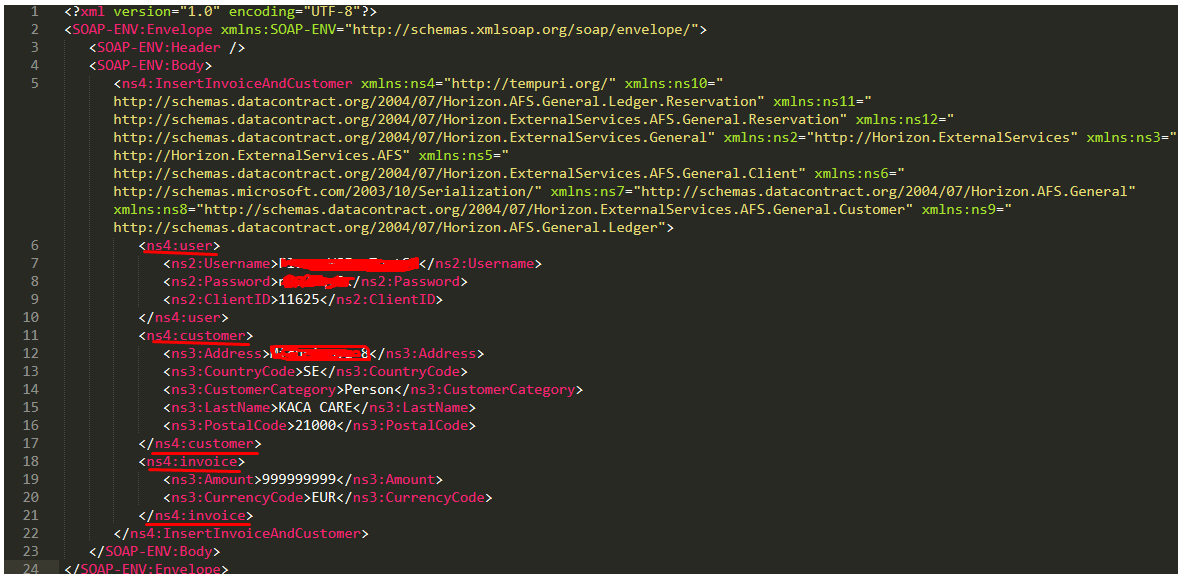 1 <?xml version="1.0" encoding="UTF-8"?>
2 <SOAP-ENV:Envelope xmlns:SOAP-ENV="http://schemas.xmlsoap.org/soap/envelope/">
3 <SOAP-ENV:Header />
4 <SOAP-ENV:Body>
5 <ns4:InsertInvoiceAndCustomer xmlns:ns4="http://tempuri.org/" xmlns:ns10="
http://schemas.datacontract.org/2004/07/Horizon.AFS.General.Ledger.Reservation" xmlns:ns11="
http://schemas.datacontract.org/2004/07/Horizon.ExternalServices.AFS.General.Reservation" xmlns:ns12="
http://schemas.datacontract.org/2004/07/Horizon.ExternalServices.General" xmlns:ns2="http://Horizon.ExternalServices" xmlns:ns3="
http://Horizon.ExternalServices.AFS" xmlns:ns5="
http://schemas.datacontract.org/2004/07/Horizon.ExternalServices.AFS.General.Client" xmlns:ns6="
http://schemas.microsoft.com/2003/10/Serialization/" xmlns:ns7="http://schemas.datacontract.org/2004/07/Horizon.AFS.General"
xmlns:ns8="http://schemas.datacontract.org/2004/07/Horizon.ExternalServices.AFS.General.Customer" xmlns:ns9="
http://schemas.datacontract.org/2004/07/Horizon.AFS.General.Ledger">
6 <ns4:user>
7 <ns2:Username></ns2:Username>
8 <ns2:Password></ns2:Password>
9 <ns2:ClientID>11625</ns2:ClientID>
10 </ns4:user>
11 <ns4:customer>
12 <ns3:Address></ns3:Address>
13 <ns3:CountryCode>SE</ns3:CountryCode>
14 <ns3:CustomerCategory>Person</ns3:CustomerCategory>
15 <ns3:LastName>KACA CARE</ns3:LastName>
16 <ns3:PostalCode>21000</ns3:PostalCode>
17 </ns4:customer>
18 <ns4:invoice>
19 <ns3:Amount>999999999</ns3:Amount>
20 <ns3:CurrencyCode>EUR</ns3:CurrencyCode>
21 </ns4:invoice>
22 </ns4:InsertInvoiceAndCustomer>
23 </SOAP-ENV:Body>
24 </SOAP-ENV:Envelope>